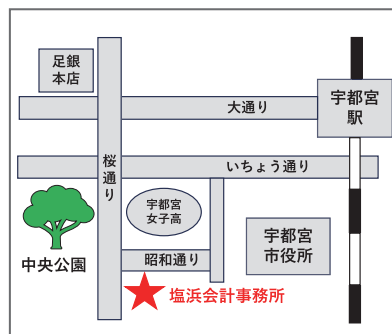 足銀
本店
大通り
宇都宮
駅
桜通り
いちょう通り
宇都宮
女子高
中央公園
昭和通り
宇都宮
市役所
塩浜会計事務所